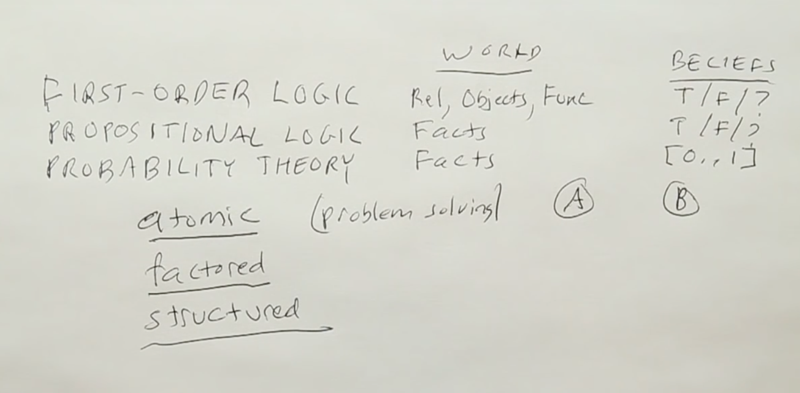 WORLD BELIEFS
FIRST-ORDER LOGIC Rel, Objects, Func T/F/?
PROPOSITIONAL LOGIC Facts T/F/?
PROBABILITY THEORY Facts [0..1]
atomic (problem solving) A B
factored
structured